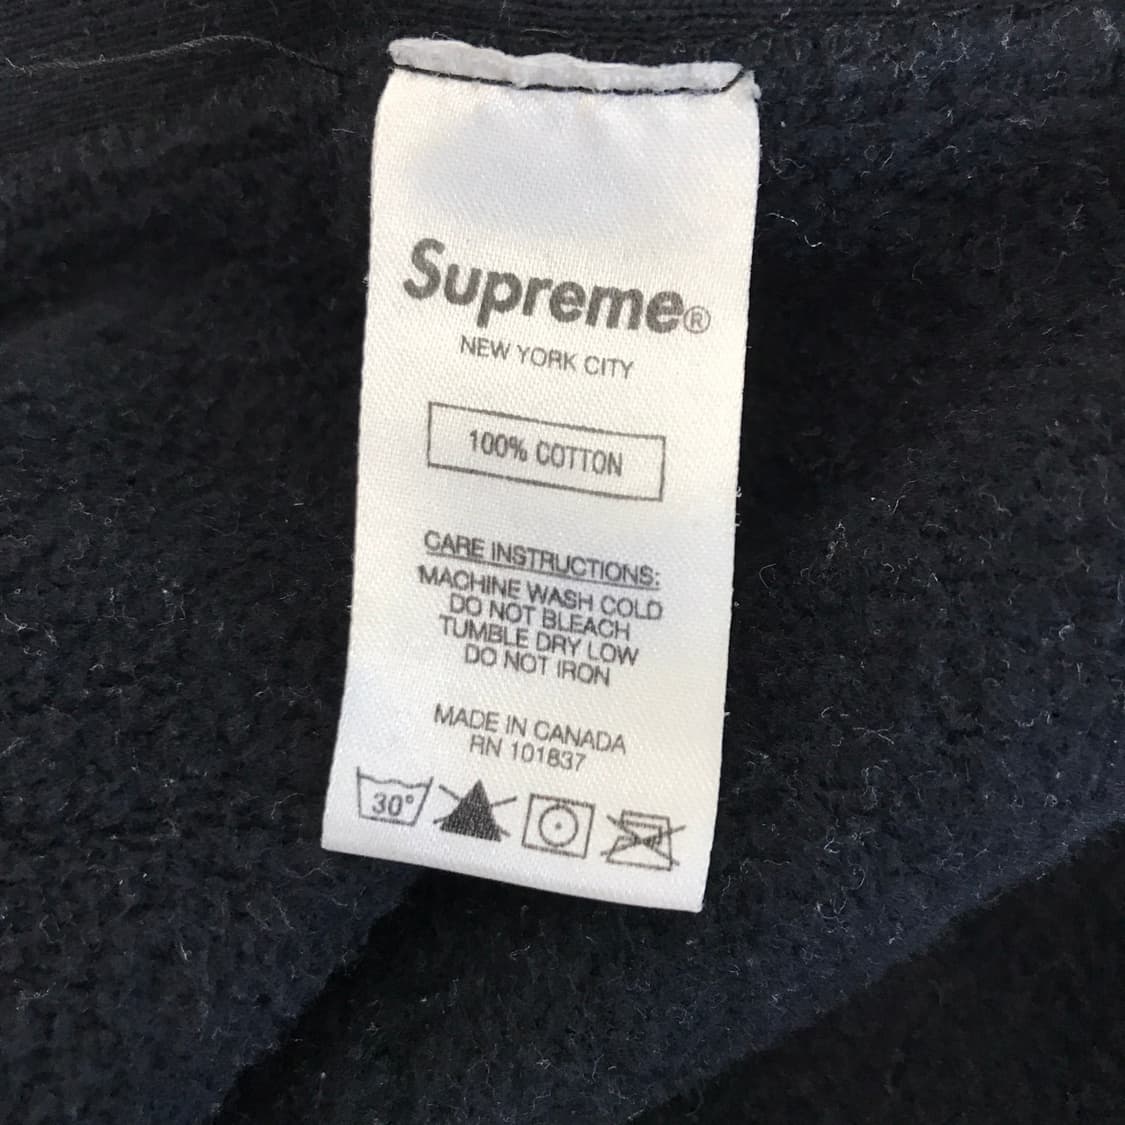 Supreme®
NEW YORK CITY
100% COTTON
CARE INSTRUCTIONS:
MACHINE WASH COLD
DO NOT BLEACH
TUMBLE DRY LOW
DO NOT IRON
MADE IN CANADA
RN 101837
30°